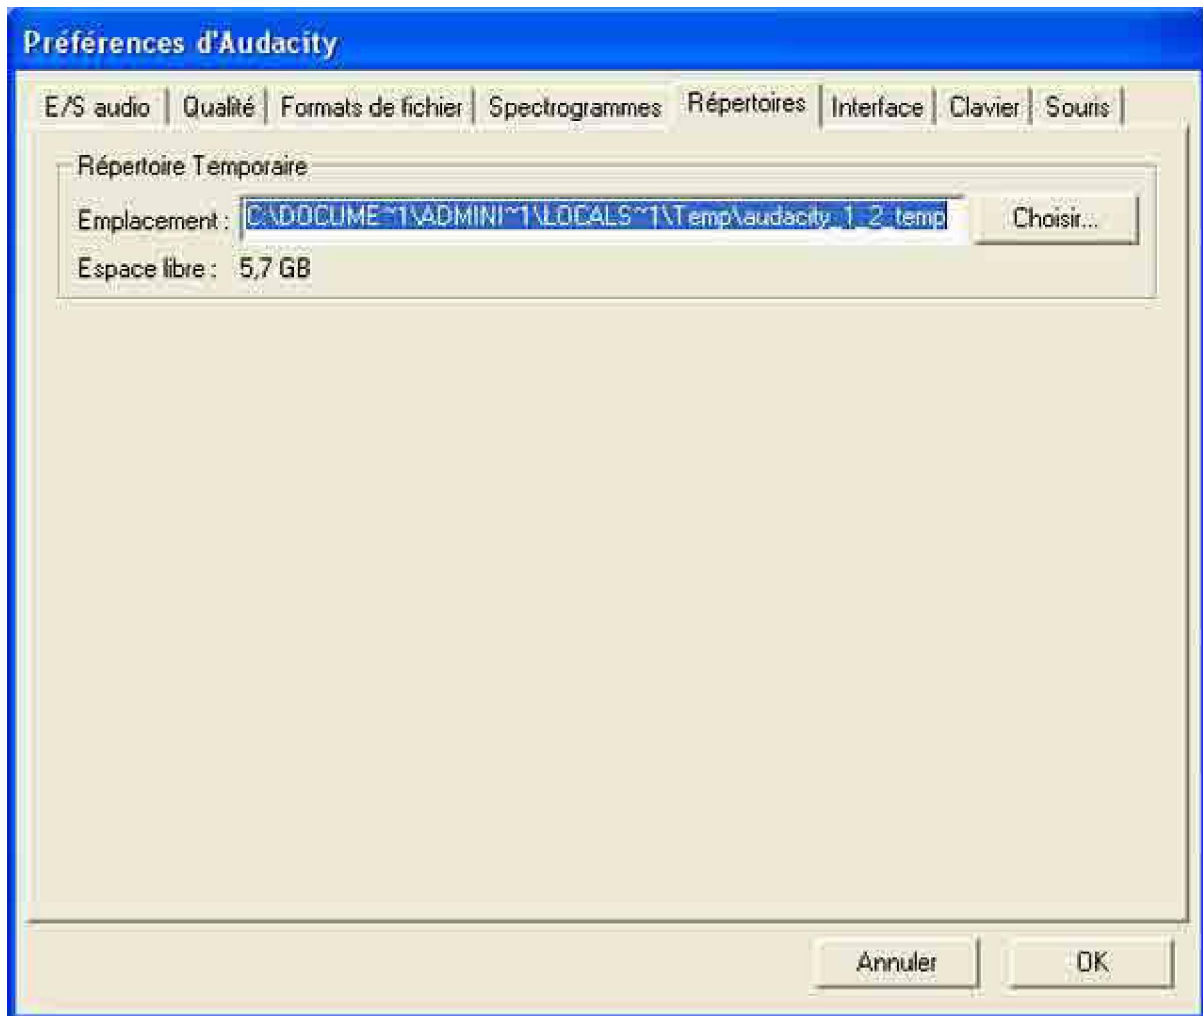 Préférences d'Audacity
E/S audio Qualité Formats de fichier Spectrogrammes Répertoires Interface Clavier Souris
Répertoire Temporaire
Emplacement : C:\DOCUME~1\ADMINI~1\LOCALS~1\Temp\audacity_1_2_temp Choisir...
Espace libre : 5,7 GB
Annuler OK